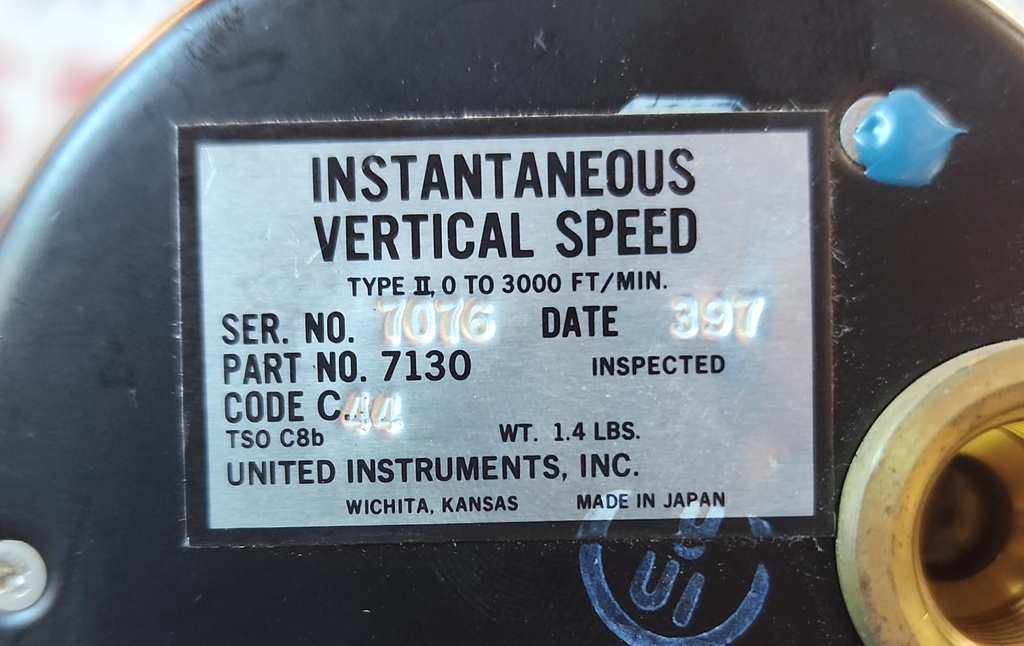 INSTANTANEOUS
VERTICAL SPEED
TYPE II, 0 TO 3000 FT/MIN.
SER. NO. 7076 DATE 397
PART NO. 7130 INSPECTED
CODE C.44
TSO C8b WT. 1.4 LBS.
UNITED INSTRUMENTS, INC.
WICHITA, KANSAS MADE IN JAPAN
UI